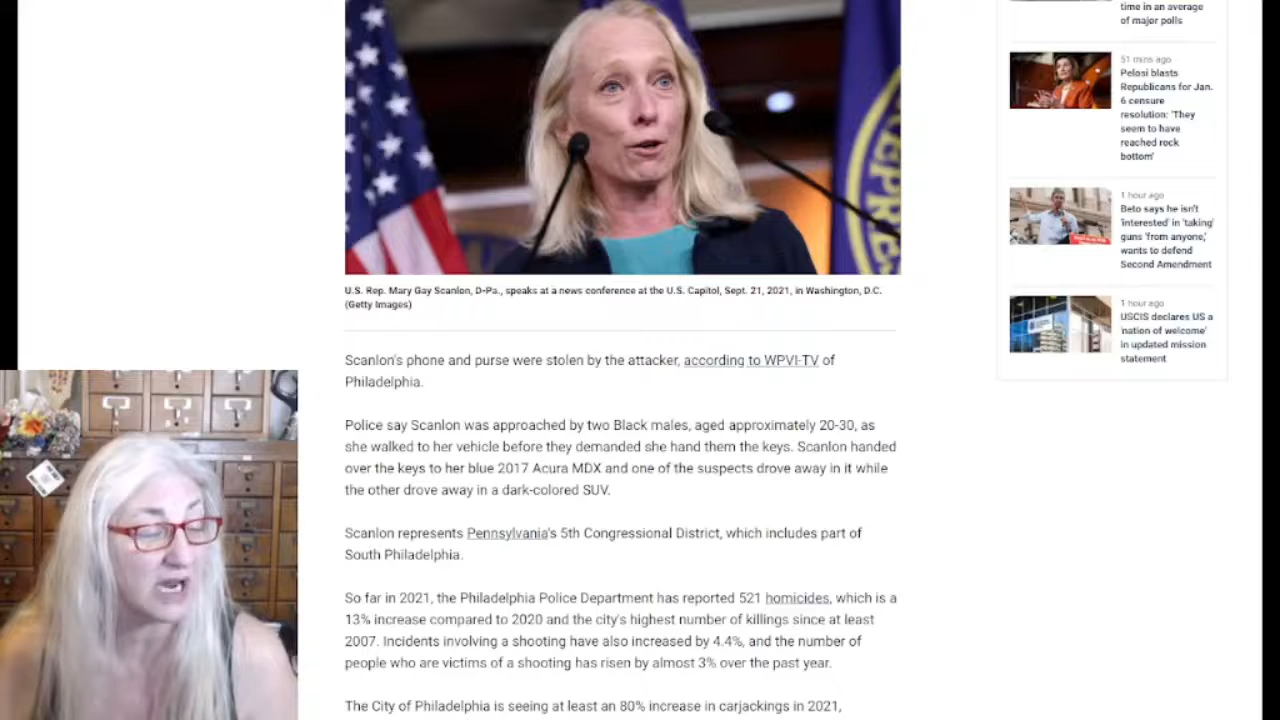 time in an average
of major polls
51 mins ago
Pelosi blasts
Republicans for Jan.
6 censure
resolution: 'They
seem to have
reached rock
bottom'
1 hour ago
Beto says he isn't
'interested' in 'taking'
guns 'from anyone,'
wants to defend
Second Amendment
1 hour ago
USCIS declares US a
'nation of welcome'
in updated mission
statement
U.S. Rep. Mary Gay Scanlon, D-Pa., speaks at a news conference at the U.S. Capitol, Sept. 21, 2021, in Washington, D.C.
(Getty Images)
Scanlon's phone and purse were stolen by the attacker, according to WPVI-TV of
Philadelphia.
Police say Scanlon was approached by two Black males, aged approximately 20-30, as
she walked to her vehicle before they demanded she hand them the keys. Scanlon handed
over the keys to her blue 2017 Acura MDX and one of the suspects drove away in it while
the other drove away in a dark-colored SUV.
Scanlon represents Pennsylvania's 5th Congressional District, which includes part of
South Philadelphia.
So far in 2021, the Philadelphia Police Department has reported 521 homicides, which is a
13% increase compared to 2020 and the city's highest number of killings since at least
2007. Incidents involving a shooting have also increased by 4.4%, and the number of
people who are victims of a shooting has risen by almost 3% over the past year.
The City of Philadelphia is seeing at least an 80% increase in carjackings in 2021,